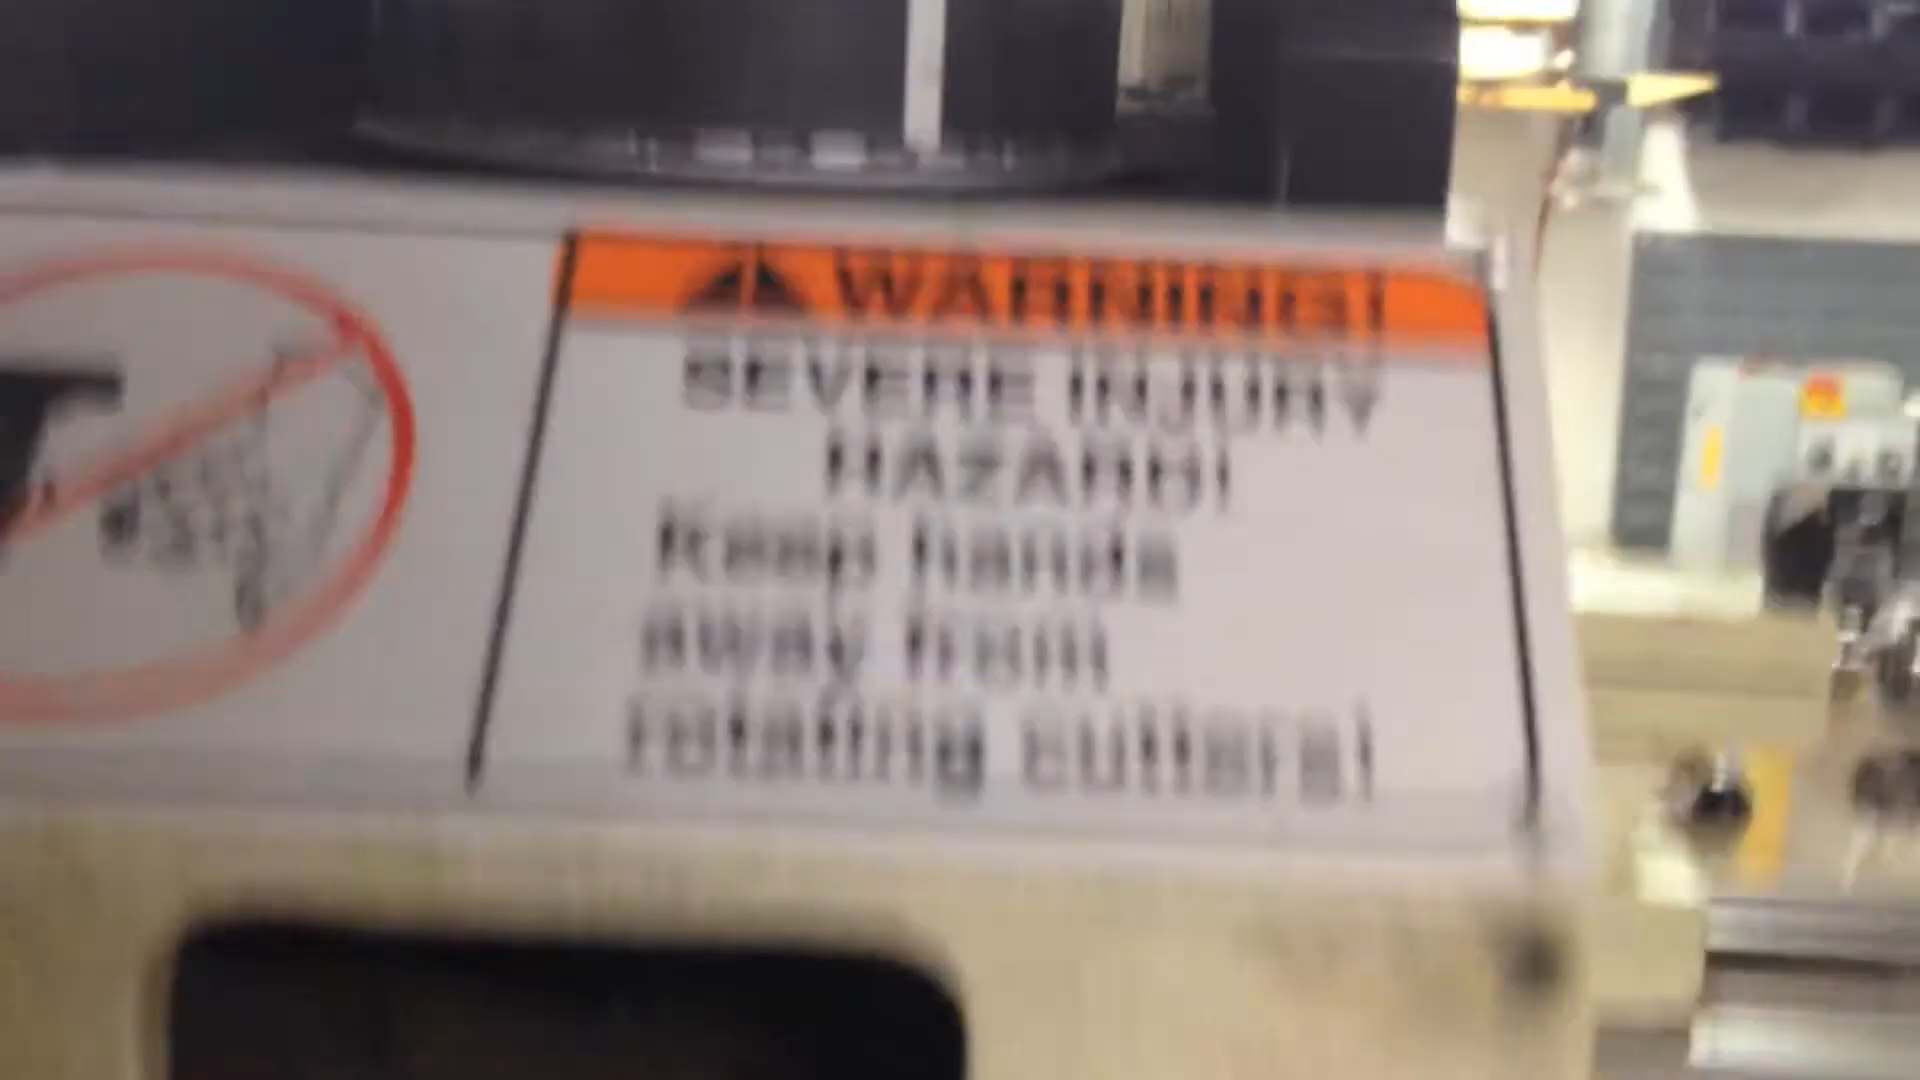 WARNING!
SEVERE INJURY
HAZARD!
Keep hands
away from
rotating cutters!